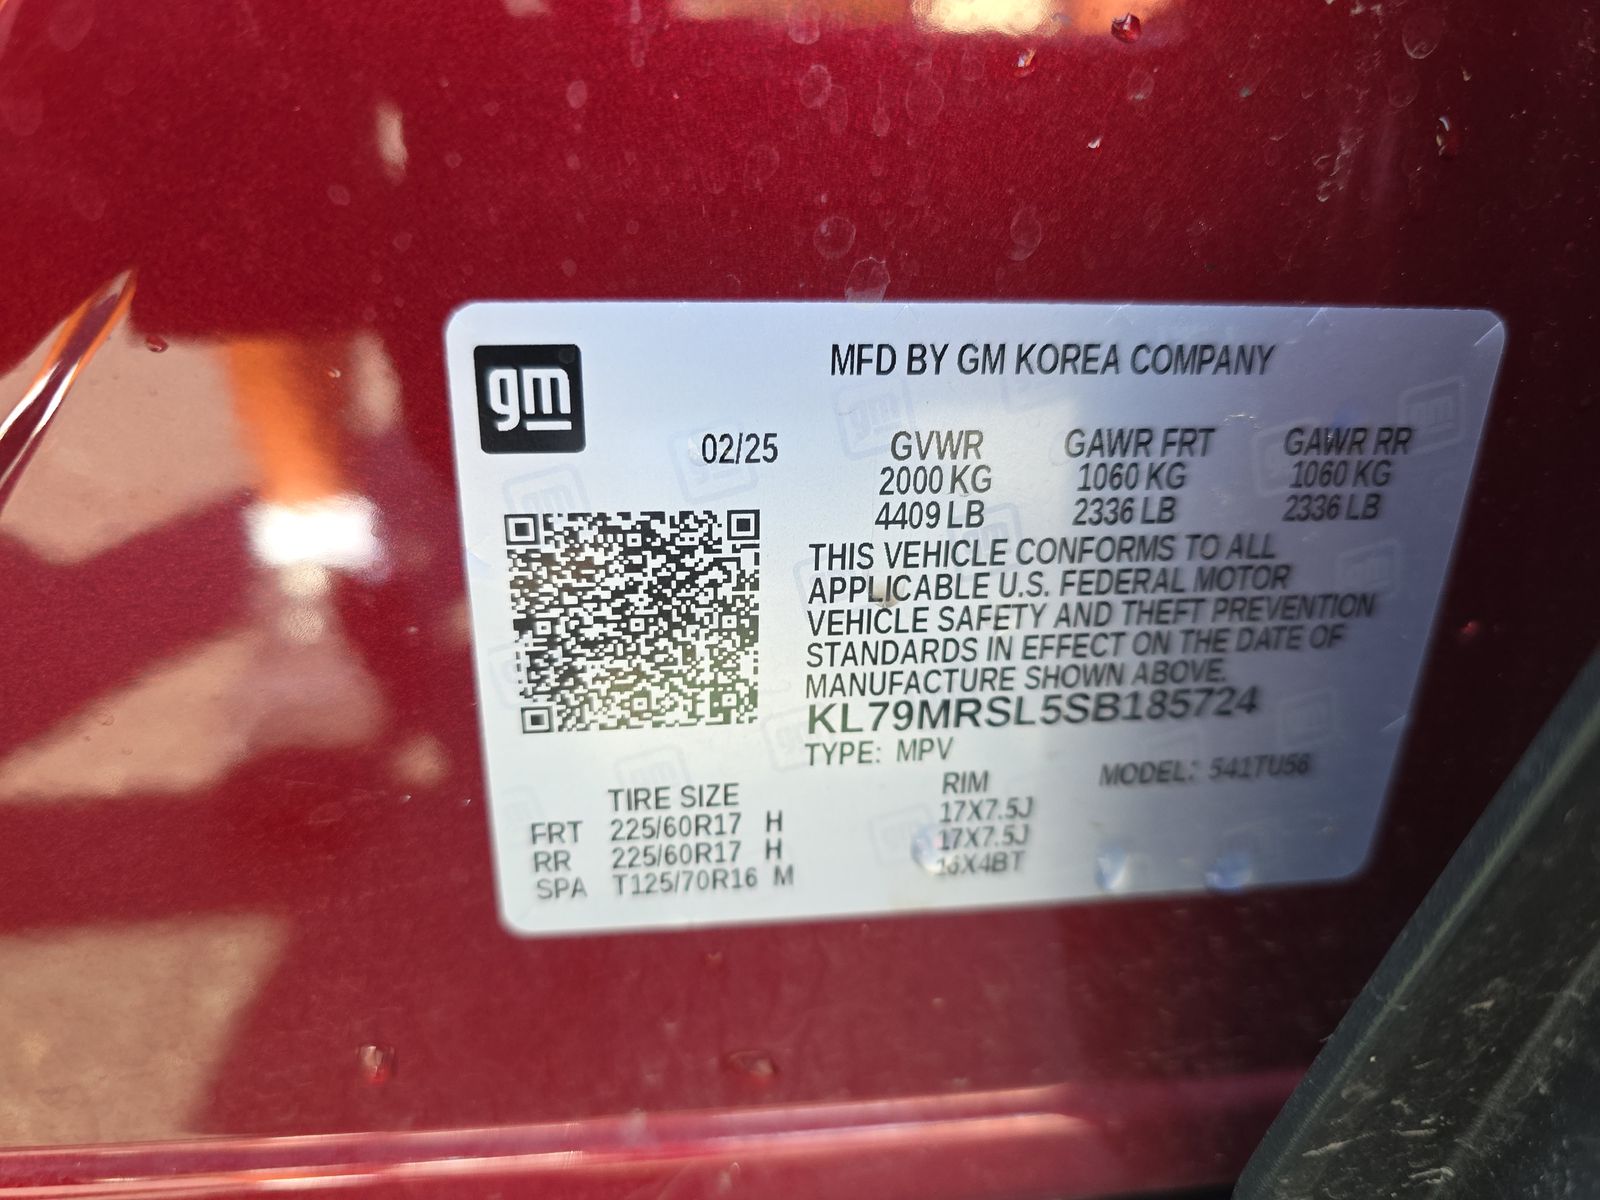 gm
MFD BY GM KOREA COMPANY
02/25 GVWR GAWR FRT GAWR RR
2000 KG 1060 KG 1060 KG
4409 LB 2336 LB 2336 LB
THIS VEHICLE CONFORMS TO ALL
APPLICABLE U.S. FEDERAL MOTOR
VEHICLE SAFETY AND THEFT PREVENTION
STANDARDS IN EFFECT ON THE DATE OF
MANUFACTURE SHOWN ABOVE.
KL79MRSL5SB185724
TYPE: MPV MODEL: 541TU56
TIRE SIZE RIM
FRT 225/60R17 H 17X7.5J
RR 225/60R17 H 17X7.5J
SPA T125/70R16 M 16X4BT